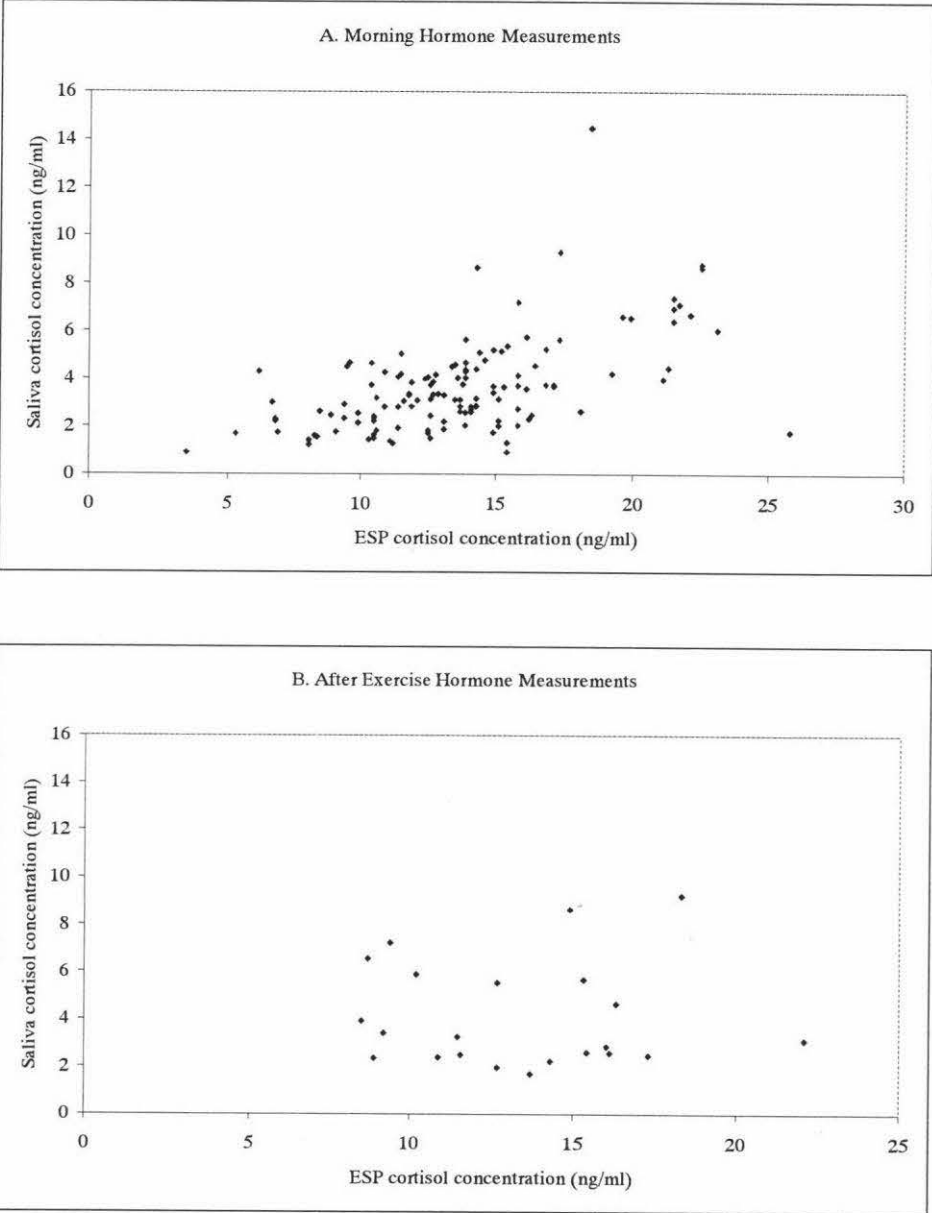 A. Morning Hormone Measurements
16
14
12
10
8
6
4
2
0
Saliva cortisol concentration (ng/ml)
0 5 10 15 20 25 30
ESP cortisol concentration (ng/ml)
B. After Exercise Hormone Measurements
16
14
12
10
8
6
4
2
0
Saliva cortisol concentration (ng/ml)
0 5 10 15 20 25
ESP cortisol concentration (ng/ml)